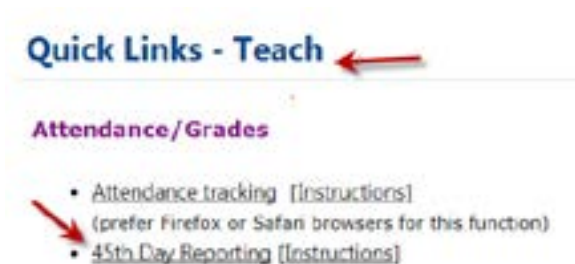 Quick Links - Teach
Attendance/Grades
• Attendance tracking [Instructions]
(prefer Firefox or Safari browsers for this function)
• 45th Day Reporting [Instructions]